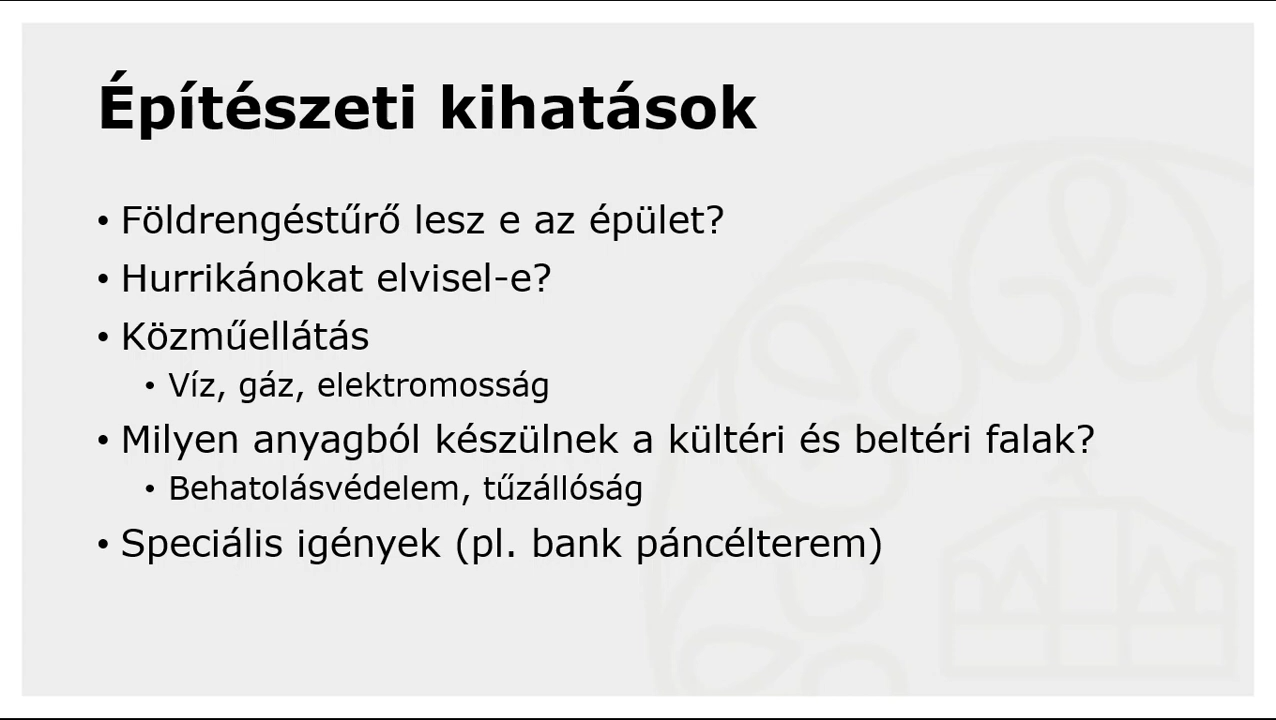 Építészeti kihatások
• Földrengéstűrő lesz e az épület?
• Hurrikánokat elvisel-e?
• Közműellátás
• Víz, gáz, elektromosság
• Milyen anyagból készülnek a kültéri és beltéri falak?
• Behatolásvédelem, tűzállóság
• Speciális igények (pl. bank páncélterem)